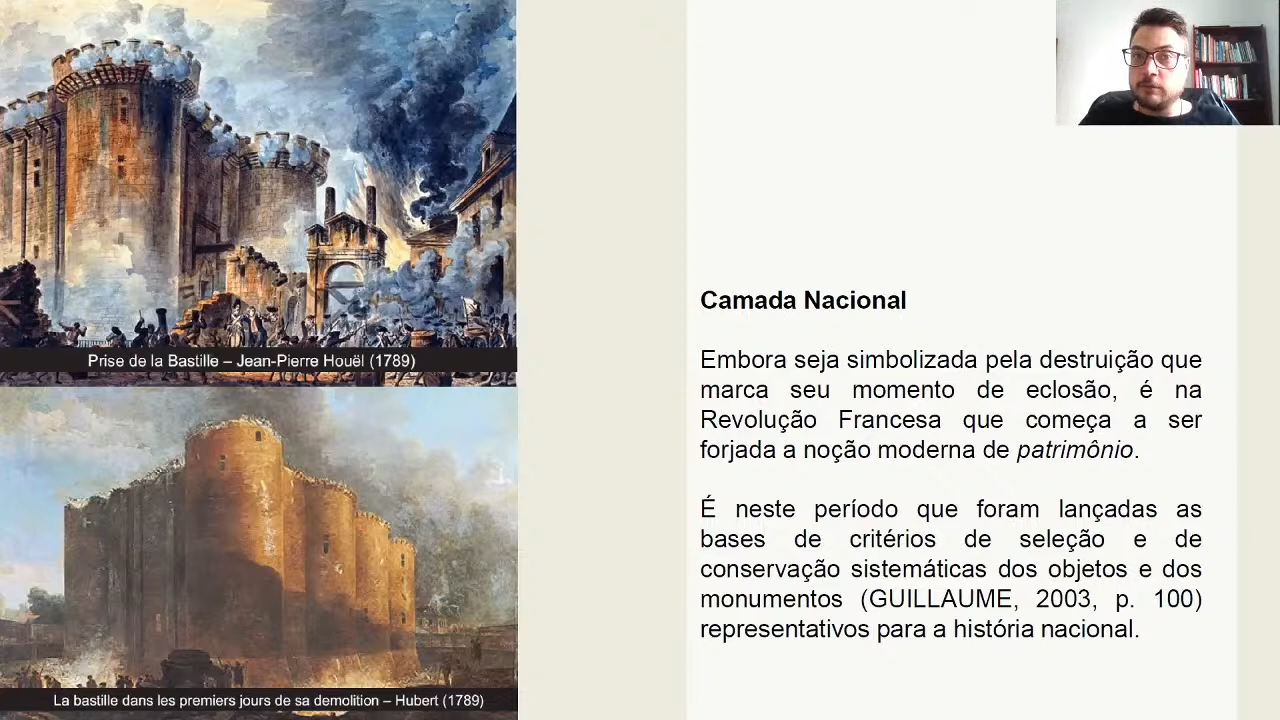 Prise de la Bastille – Jean-Pierre Houël (1789)
La bastille dans les premiers jours de sa demolition – Hubert (1789)
Camada Nacional
Embora seja simbolizada pela destruição que
marca seu momento de eclosão, é na
Revolução Francesa que começa a ser
forjada a noção moderna de patrimônio.
É neste período que foram lançadas as
bases de critérios de seleção e de
conservação sistemáticas dos objetos e dos
monumentos (GUILLAUME, 2003, p. 100)
representativos para a história nacional.